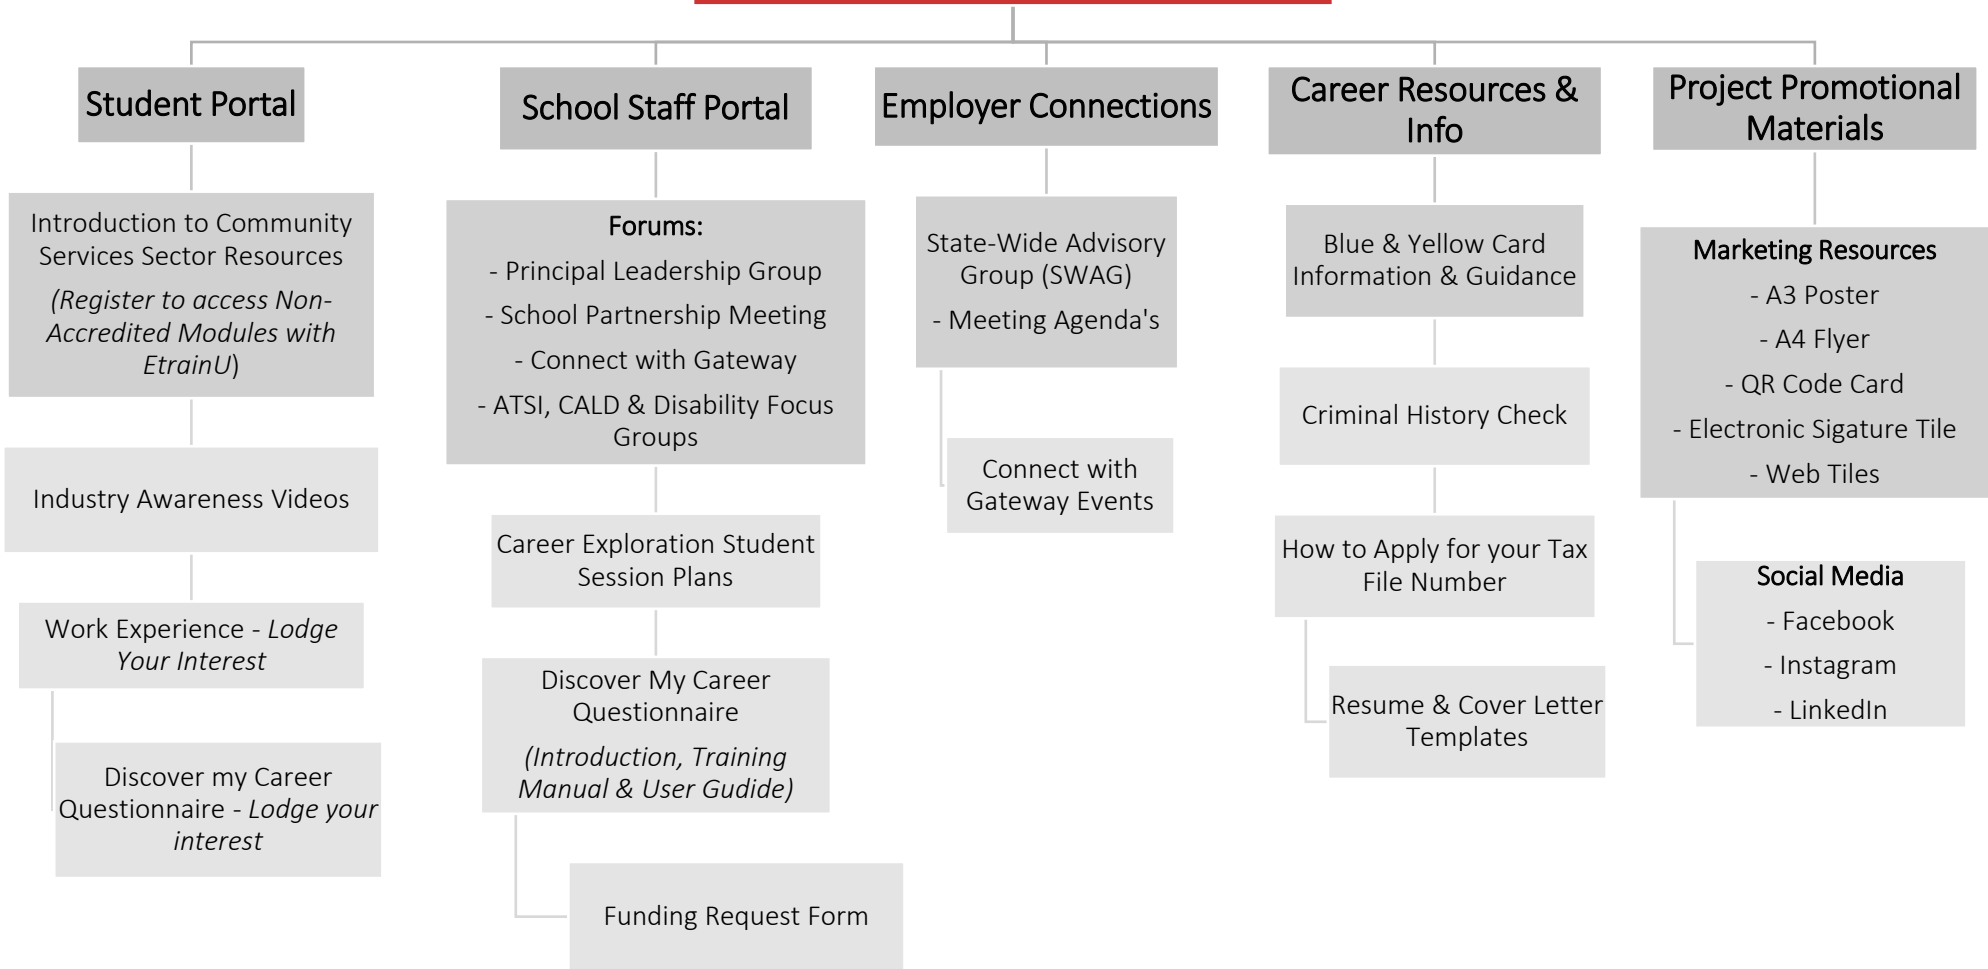 Student Portal
Introduction to Community
Services Sector Resources
(Register to access Non-
Accredited Modules with
EtrainU)
Industry Awareness Videos
Work Experience - Lodge
Your Interest
Discover my Career
Questionnaire - Lodge your
interest
School Staff Portal
Forums:
- Principal Leadership Group
- School Partnership Meeting
- Connect with Gateway
- ATSI, CALD & Disability Focus
Groups
Career Exploration Student
Session Plans
Discover My Career
Questionnaire
(Introduction, Training
Manual & User Gudide)
Funding Request Form
Employer Connections
State-Wide Advisory
Group (SWAG)
- Meeting Agenda's
Connect with
Gateway Events
Career Resources &
Info
Blue & Yellow Card
Information & Guidance
Criminal History Check
How to Apply for your Tax
File Number
Resume & Cover Letter
Templates
Project Promotional
Materials
Marketing Resources
- A3 Poster
- A4 Flyer
- QR Code Card
- Electronic Sigature Tile
- Web Tiles
Social Media
- Facebook
- Instagram
- LinkedIn